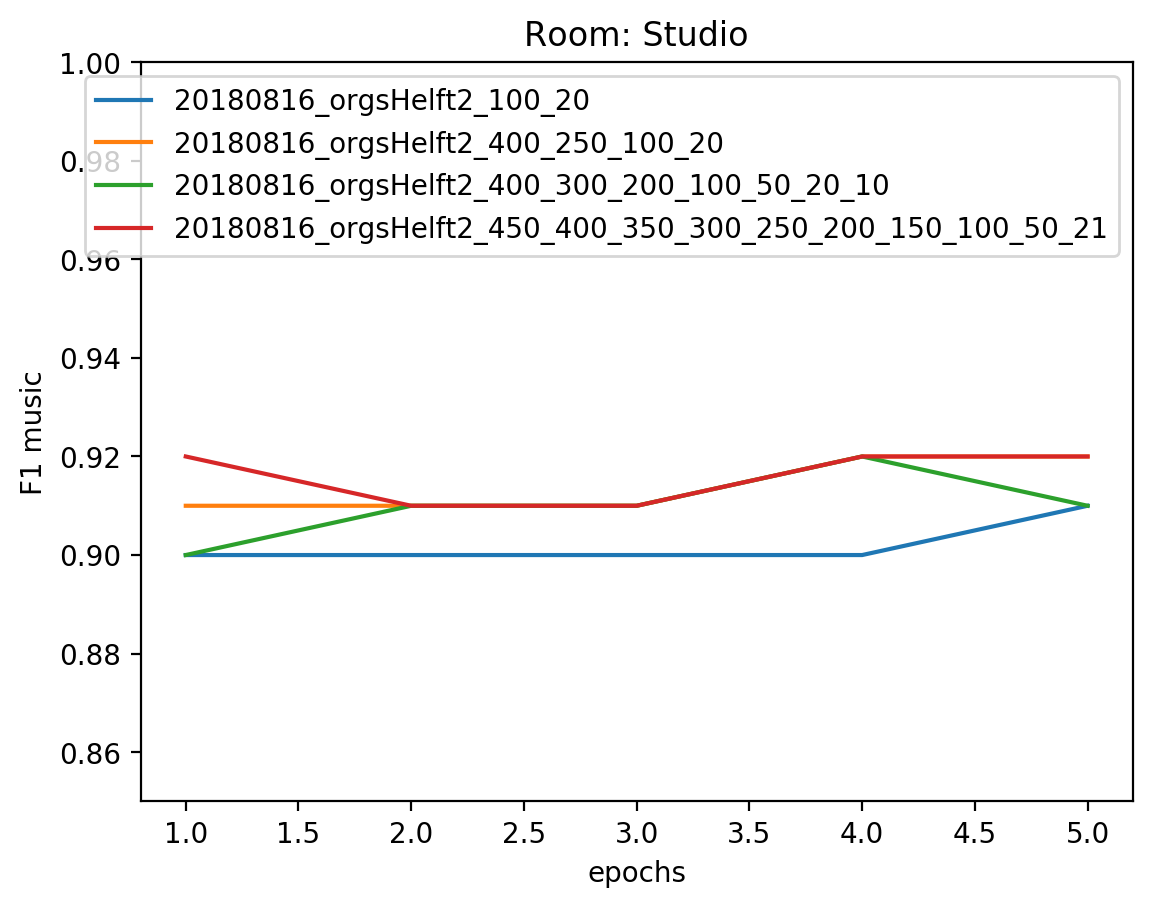 Room: Studio
1.00
0.98
0.96
0.94
0.92
0.90
0.88
0.86
F1 music
20180816_orgsHelft2_100_20
20180816_orgsHelft2_400_250_100_20
20180816_orgsHelft2_400_300_200_100_50_20_10
20180816_orgsHelft2_450_400_350_300_250_200_150_100_50_21
1.0 1.5 2.0 2.5 3.0 3.5 4.0 4.5 5.0
epochs